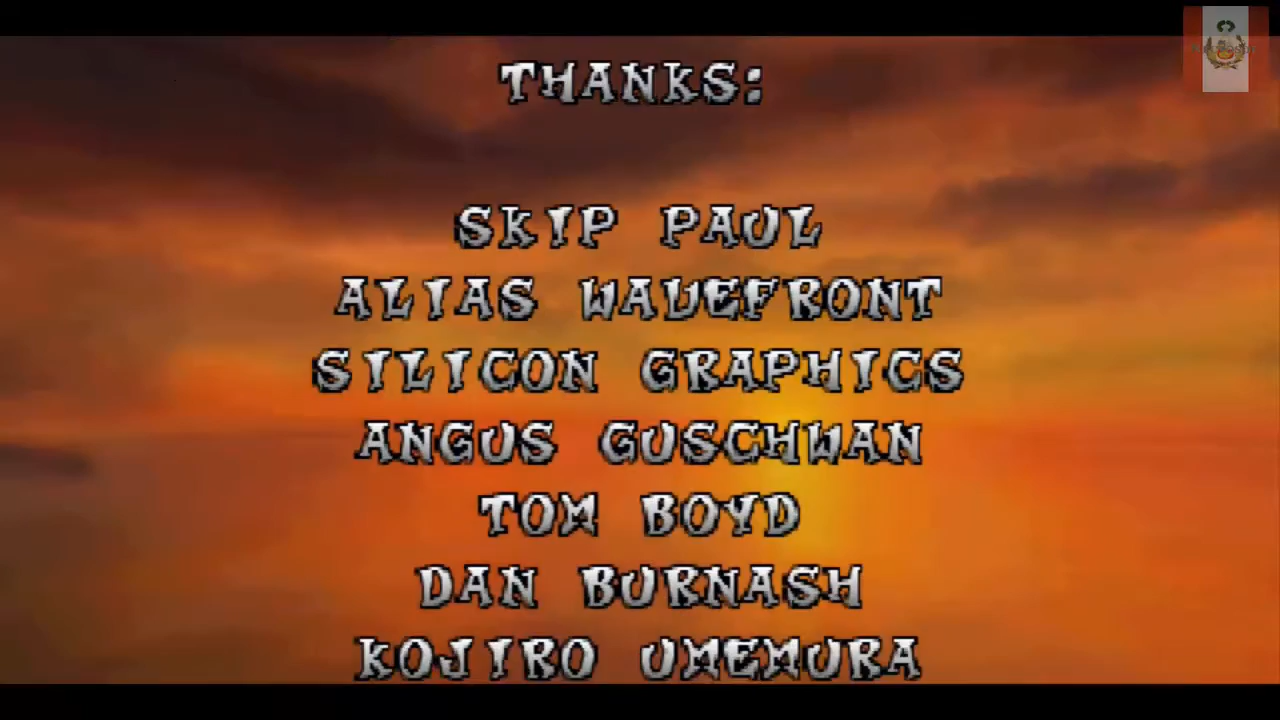 THANKS:
SKIP PAUL
ALIAS WAVEFRONT
SILICON GRAPHICS
ANGUS GUSCHWAN
TOM BOYD
DAN BURNASH
KOJIRO UMEMURA